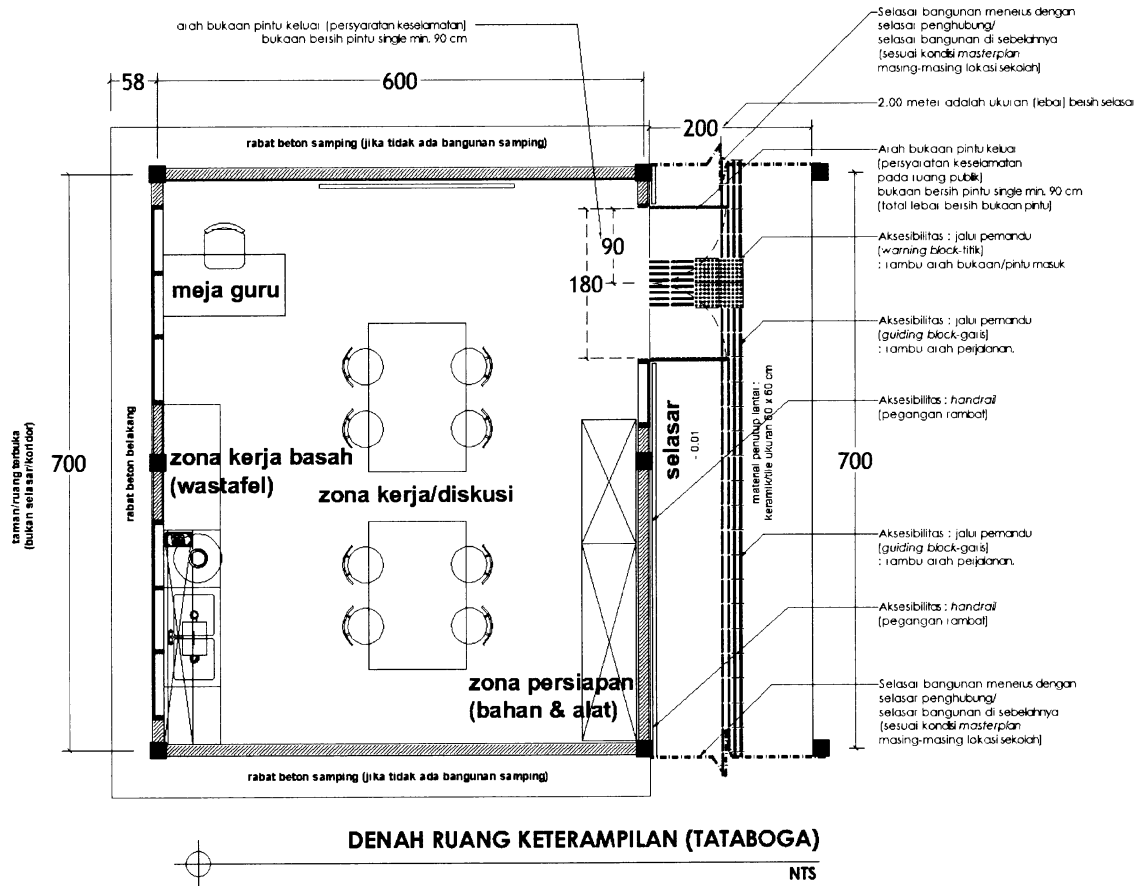 arah bukaan pintu keluar (persyaratan keselamatan)
bukaan bersih pintu single min. 90 cm
Selasar bangunan menerus dengan
selasar penghubung/
selasar bangunan di sebelahnya
(sesuai kondisi masterplan
masing-masing lokasi sekolah)
58
600
2.00 meter adalah ukuran (lebar) bersih selasar
200
rabat beton samping (jika tidak ada bangunan samping)
Arah bukaan pintu keluar
(persyaratan keselamatan
pada ruang publik)
bukaan bersih pintu single min. 90 cm
(total lebar bersih bukaan pintu)
90
180
Aksesibilitas : jalur pemandu
(warning block-titik)
: rambu arah bukaan/pintu masuk
meja guru
Aksesibilitas : jalur pemandu
(guiding block-garis)
: rambu arah perjalanan.
Aksesibilitas : handrail
(pegangan rambat)
taman/ruang terbuka
(bukan selasar/koridor)
700
rabat beton belakang
zona kerja basah
(wastafel)
zona kerja/diskusi
selasar
- 0.01
material penutup lantai :
keramik/tile ukuran 60 x 60 cm
700
Aksesibilitas : jalur pemandu
(guiding block-garis)
: rambu arah perjalanan.
Aksesibilitas : handrail
(pegangan rambat)
zona persiapan
(bahan & alat)
Selasar bangunan menerus dengan
selasar penghubung/
selasar bangunan di sebelahnya
(sesuai kondisi masterplan
masing-masing lokasi sekolah)
rabat beton samping (jika tidak ada bangunan samping)
DENAH RUANG KETERAMPILAN (TATABOGA)
NTS